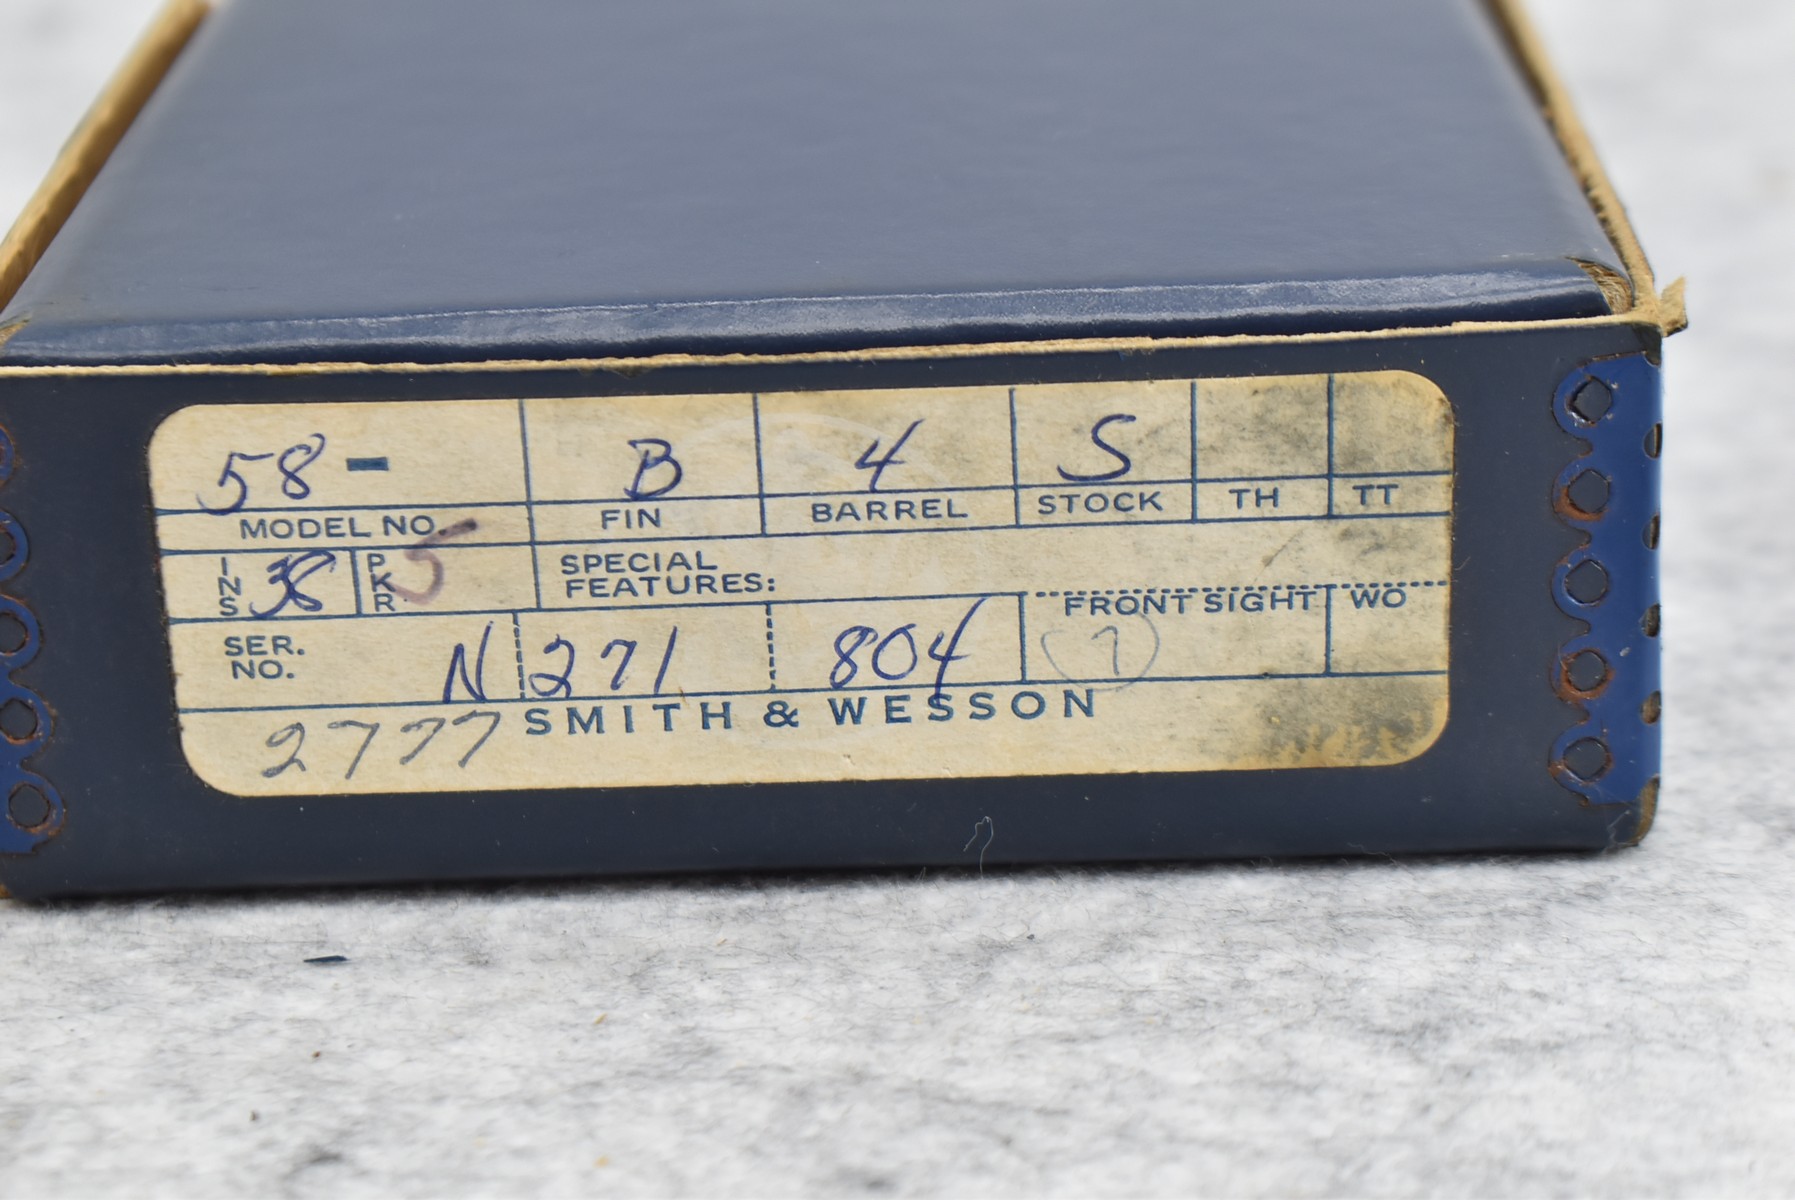 58 - B 4 S
MODEL NO. FIN BARREL STOCK TH TT
INS 38 PKR 5 SPECIAL
FEATURES:
FRONT SIGHT WO
SER.
NO. N 271 804 7
2777 SMITH & WESSON